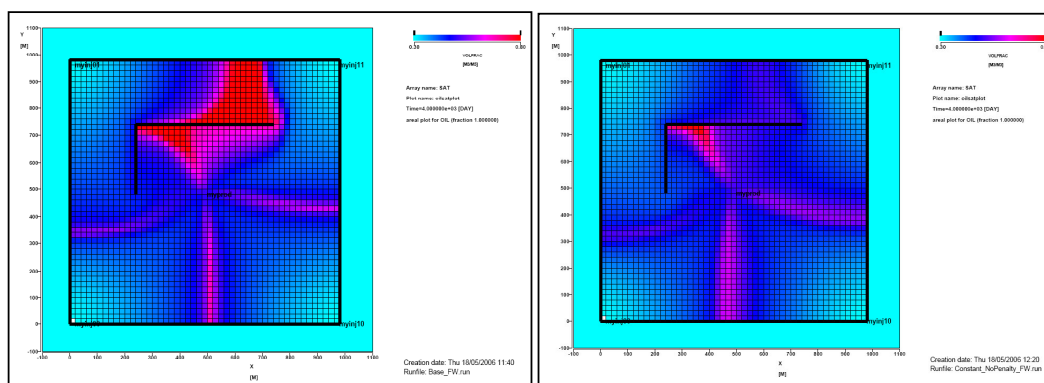 1100
Y
[M]
1000
myinj01
myinj11
900
800
700
600
500
myprod
400
300
200
100
0
myinj10
-100
-100 0 100 200 300 400 500 600 700 800 900 1000 1100
X
[M]
0.30 0.80
VOLFRAC
[M3/M3]
Array name: SAT
Plot name: oilsatplot
Time=4.000000e+03 [DAY]
areal plot for OIL (fraction 1.000000)
Creation date: Thu 18/05/2006 11:40
Runfile: Base_FW.run
1100
Y
[M]
1000
myinj01
myinj11
900
800
700
600
500
myprod
400
300
200
100
0
myinj10
-100
-100 0 100 200 300 400 500 600 700 800 900 1000 1100
X
[M]
0.30
VOLFRAC
[M3/M3]
Array name: SAT
Plot name: oilsatplot
Time=4.000000e+03 [DAY]
areal plot for OIL (fraction 1.000000)
Creation date: Thu 18/05/2006 12:20
Runfile: Constant_NoPenalty_FW.run